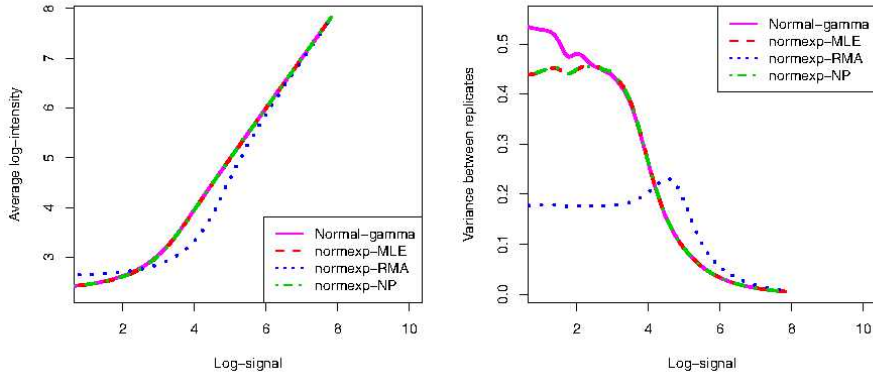 Average log-intensity
8
7
6
5
4
3
2 4 6 8 10
Log-signal
Normal-gamma
normexp-MLE
normexp-RMA
normexp-NP
Variance between replicates
0.5
0.4
0.3
0.2
0.1
0.0
2 4 6 8 10
Log-signal
Normal-gamma
normexp-MLE
normexp-RMA
normexp-NP